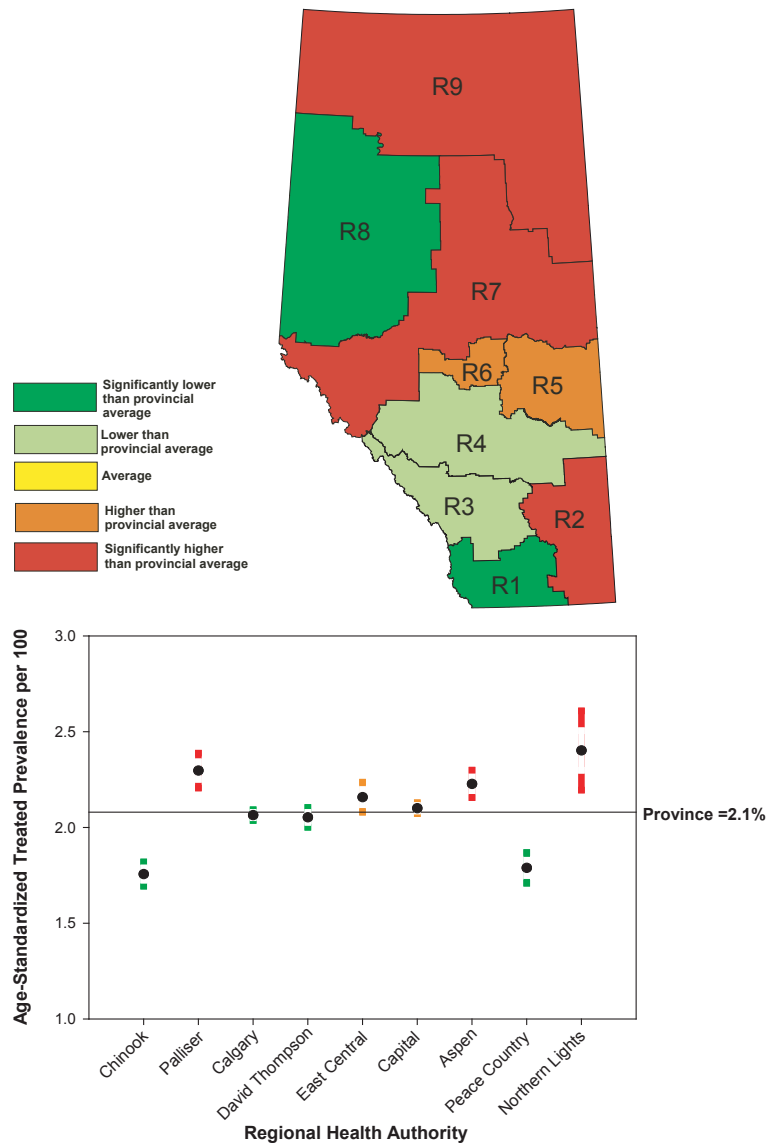 R9
R8
R7
R6
R5
R4
R3
R2
R1
Significantly lower
than provincial
average
Lower than
provincial average
Average
Higher than
provincial average
Significantly higher
than provincial average
Age-Standardized Treated Prevalence per 100
3.0
2.5
2.0
1.5
1.0
Province =2.1%
Chinook
Palliser
Calgary
David Thompson
East Central
Capital
Aspen
Peace Country
Northern Lights
Regional Health Authority